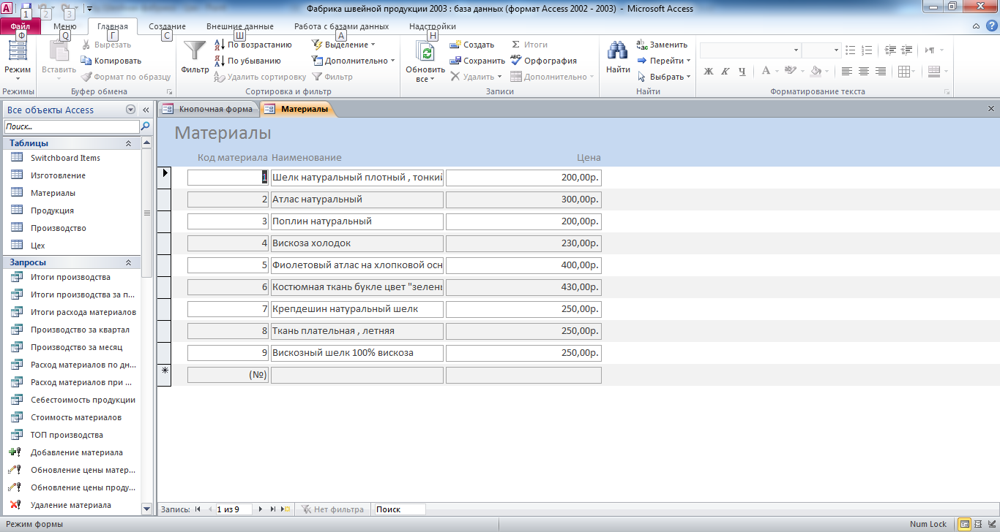 Фабрика швейной продукции 2003 : база данных (формат Access 2002 - 2003) - Microsoft Access
1 2 3
Файл Меню Главная Создание Внешние данные Работа с базами данных Надстройки
Ф Q Г С Ш А Н
Режим
Режимы
Вставить
Вырезать
Копировать
Формат по образцу
Буфер обмена
Фильтр
По возрастанию
По убыванию
Удалить сортировку
Выделение
Дополнительно
Фильтр
Сортировка и фильтр
Обновить
все
Создать
Сохранить
Удалить
Итоги
Орфография
Дополнительно
Записи
Найти
Заменить
Перейти
Выбрать
Найти
Ж К Ч
Форматирование текста
Все объекты Access
Поиск...
Таблицы
Switchboard Items
Изготовление
Материалы
Продукция
Производство
Цех
Запросы
Итоги производства
Итоги производства за п...
Итоги расхода материалов
Производство за квартал
Производство за месяц
Расход материалов по дн...
Расход материалов при ...
Себестоимость продукции
Стоимость материалов
ТОП производства
Добавление материала
Обновление цены матер...
Обновление цены проду...
Удаление материала
Кнопочная форма Материалы
Материалы
Код материала Наименование Цена
1 Шелк натуральный плотный , тонкий 200,00р.
2 Атлас натуральный 300,00р.
3 Поплин натуральный 200,00р.
4 Вискоза холодок 230,00р.
5 Фиолетовый атлас на хлопковой осн 400,00р.
6 Костюмная ткань букле цвет "зелень 430,00р.
7 Крепдешин натуральный шелк 250,00р.
8 Ткань плательная , летняя 250,00р.
9 Вискозный шелк 100% вискоза 250,00р.
(№)
Запись: 1 из 9 Нет фильтра Поиск
Режим формы Num Lock